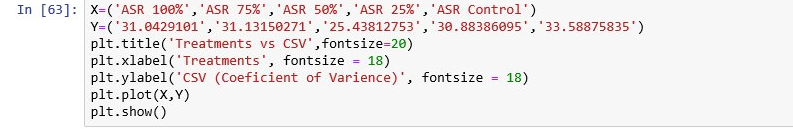 In [63]: X=('ASR 100%','ASR 75%','ASR 50%','ASR 25%','ASR Control')
Y=('31.0429101','31.13150271','25.43812753','30.88386095','33.58875835')
plt.title('Treatments vs CSV',fontsize=20)
plt.xlabel('Treatments', fontsize = 18)
plt.ylabel('CSV (Coeficient of Varience)', fontsize = 18)
plt.plot(X,Y)
plt.show()